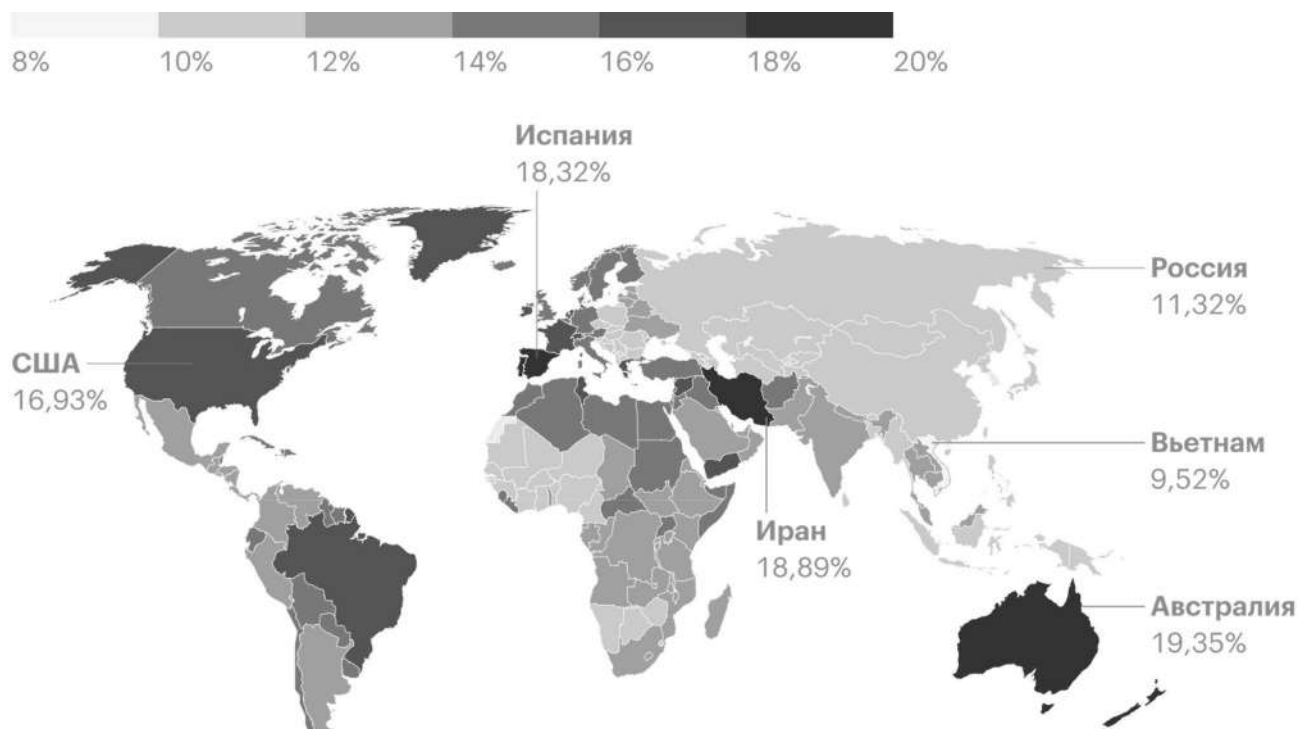 8% 10% 12% 14% 16% 18% 20%
Испания
18,32%
Россия
11,32%
США
16,93%
Вьетнам
9,52%
Иран
18,89%
Австралия
19,35%